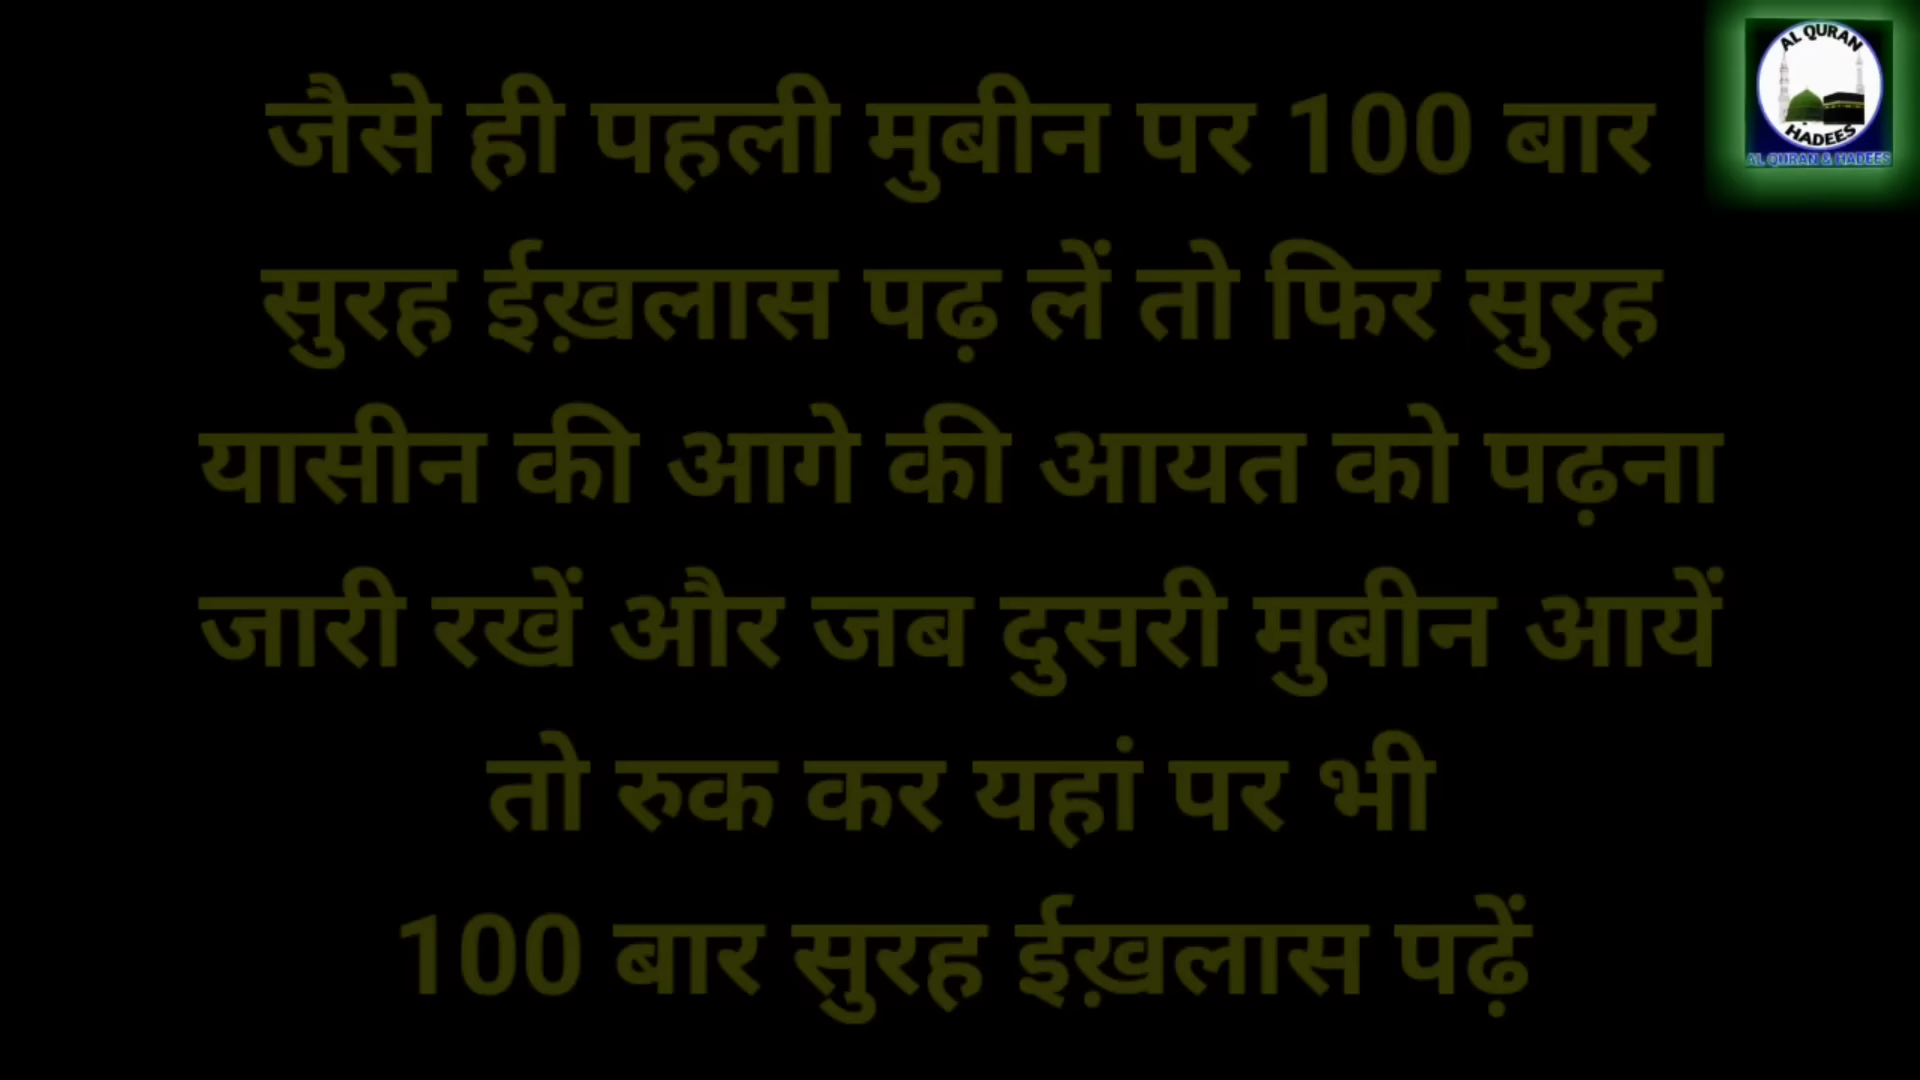 जैसे ही पहली मुबीन पर 100 बार
सुरह ईख़लास पढ़ लें तो फिर सुरह
यासीन की आगे की आयत को पढ़ना
जारी रखें और जब दुसरी मुबीन आयें
तो रुक कर यहां पर भी
100 बार सुरह ईख़लास पढ़ें
AL QURAN
HADEES
AL QURAN & HADEES